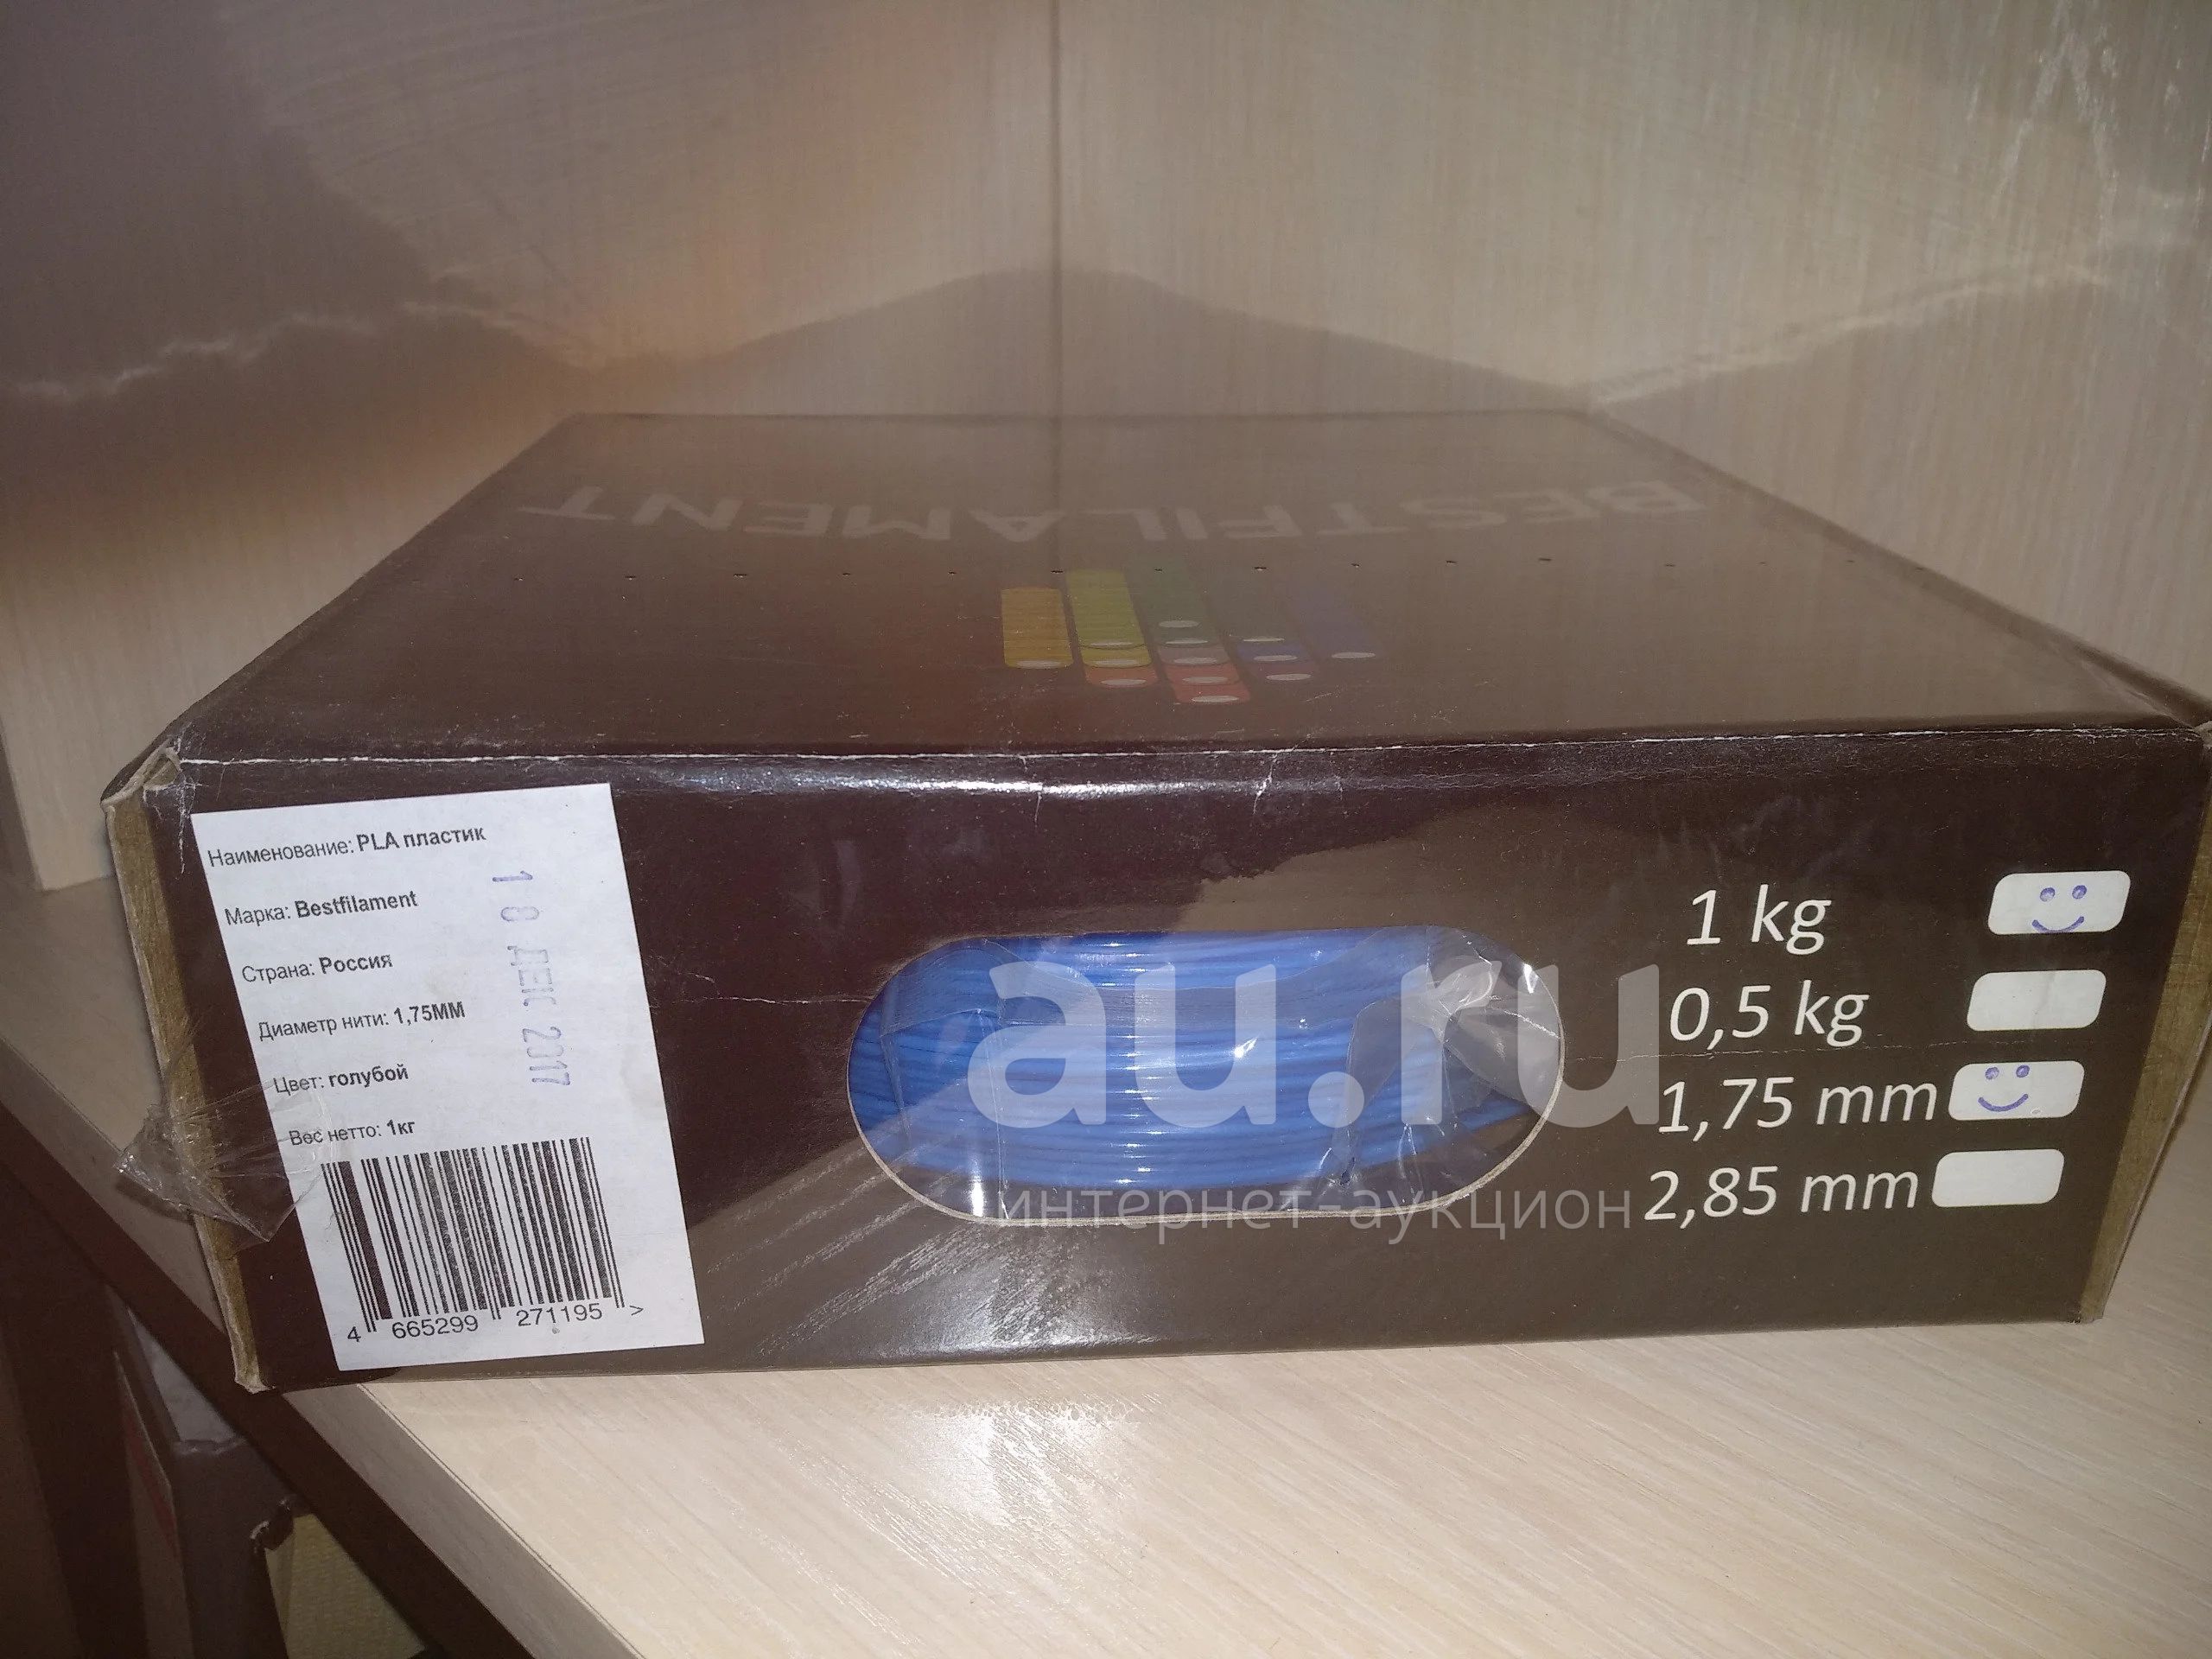 BESTFILAMENT
Наименование: PLA пластик
Марка: Bestfilament
Страна: Россия
Диаметр нити: 1,75ММ
Цвет: голубой
Вес нетто: 1кг
18 ДЕК 2017
4 665299 271195 >
1 kg
0,5 kg
1,75 mm
2,85 mm
au.ru
интернет-аукцион